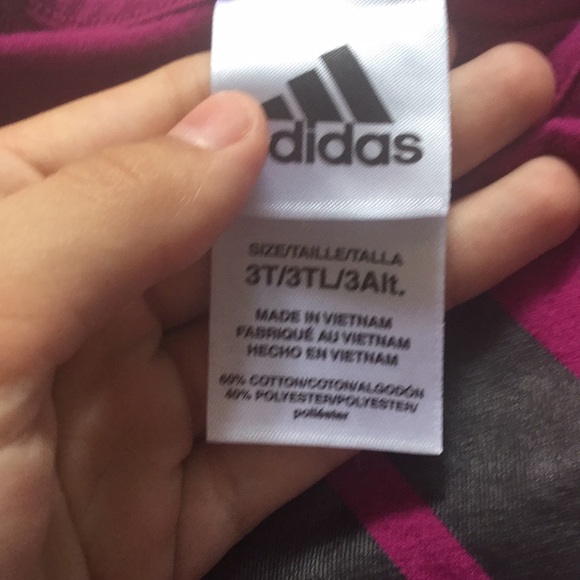 adidas
SIZE/TAILLE/TALLA
3T/3TL/3Alt.
MADE IN VIETNAM
FABRIQUÉ AU VIETNAM
HECHO EN VIETNAM
60% COTTON/COTON/ALGODÓN
40% POLYESTER/POLYESTER/
poliéster